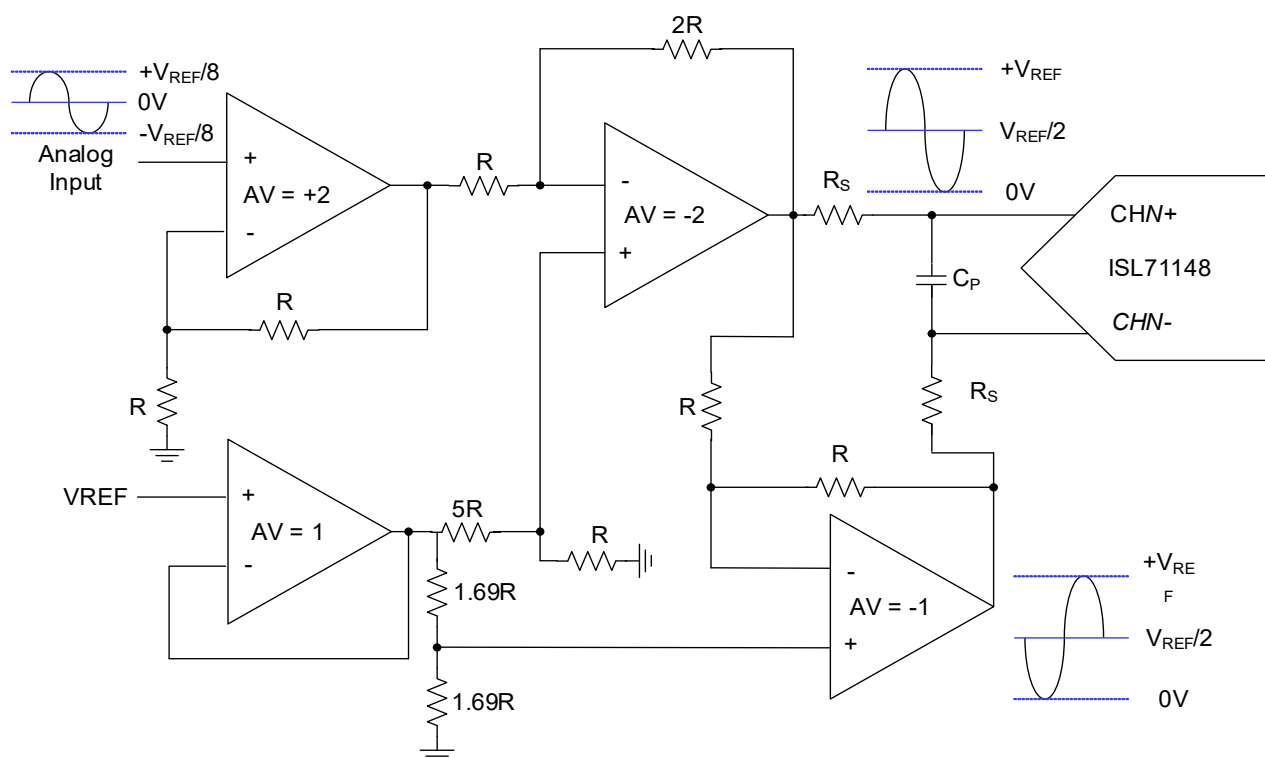 2R
+VREF/8
0V
-VREF/8
Analog
Input
+
AV = +2
-
R
R
R
-
AV = -2
+
RS
+VREF
VREF/2
0V
CHN+
ISL71148
CHN-
CP
RS
R
R
VREF
+
AV = 1
-
5R
R
1.69R
1.69R
-
AV = -1
+
+VRE
F
VREF/2
0V